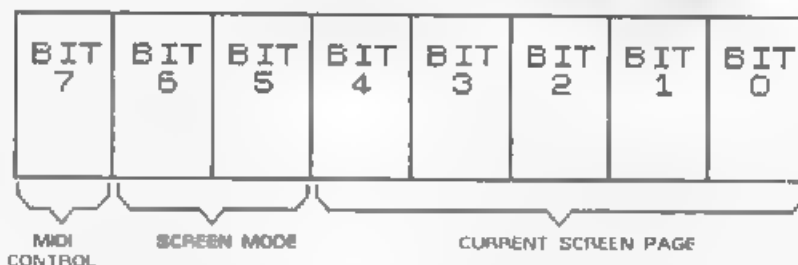 BIT 7 BIT 6 BIT 5 BIT 4 BIT 3 BIT 2 BIT 1 BIT 0
MIDI CONTROL SCREEN MODE CURRENT SCREEN PAGE